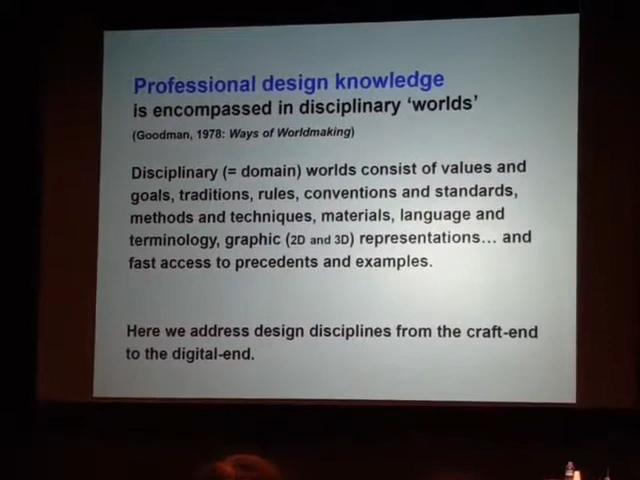 Professional design knowledge
is encompassed in disciplinary ‘worlds’
(Goodman, 1978: Ways of Worldmaking)
Disciplinary (= domain) worlds consist of values and
goals, traditions, rules, conventions and standards,
methods and techniques, materials, language and
terminology, graphic (2D and 3D) representations… and
fast access to precedents and examples.
Here we address design disciplines from the craft-end
to the digital-end.